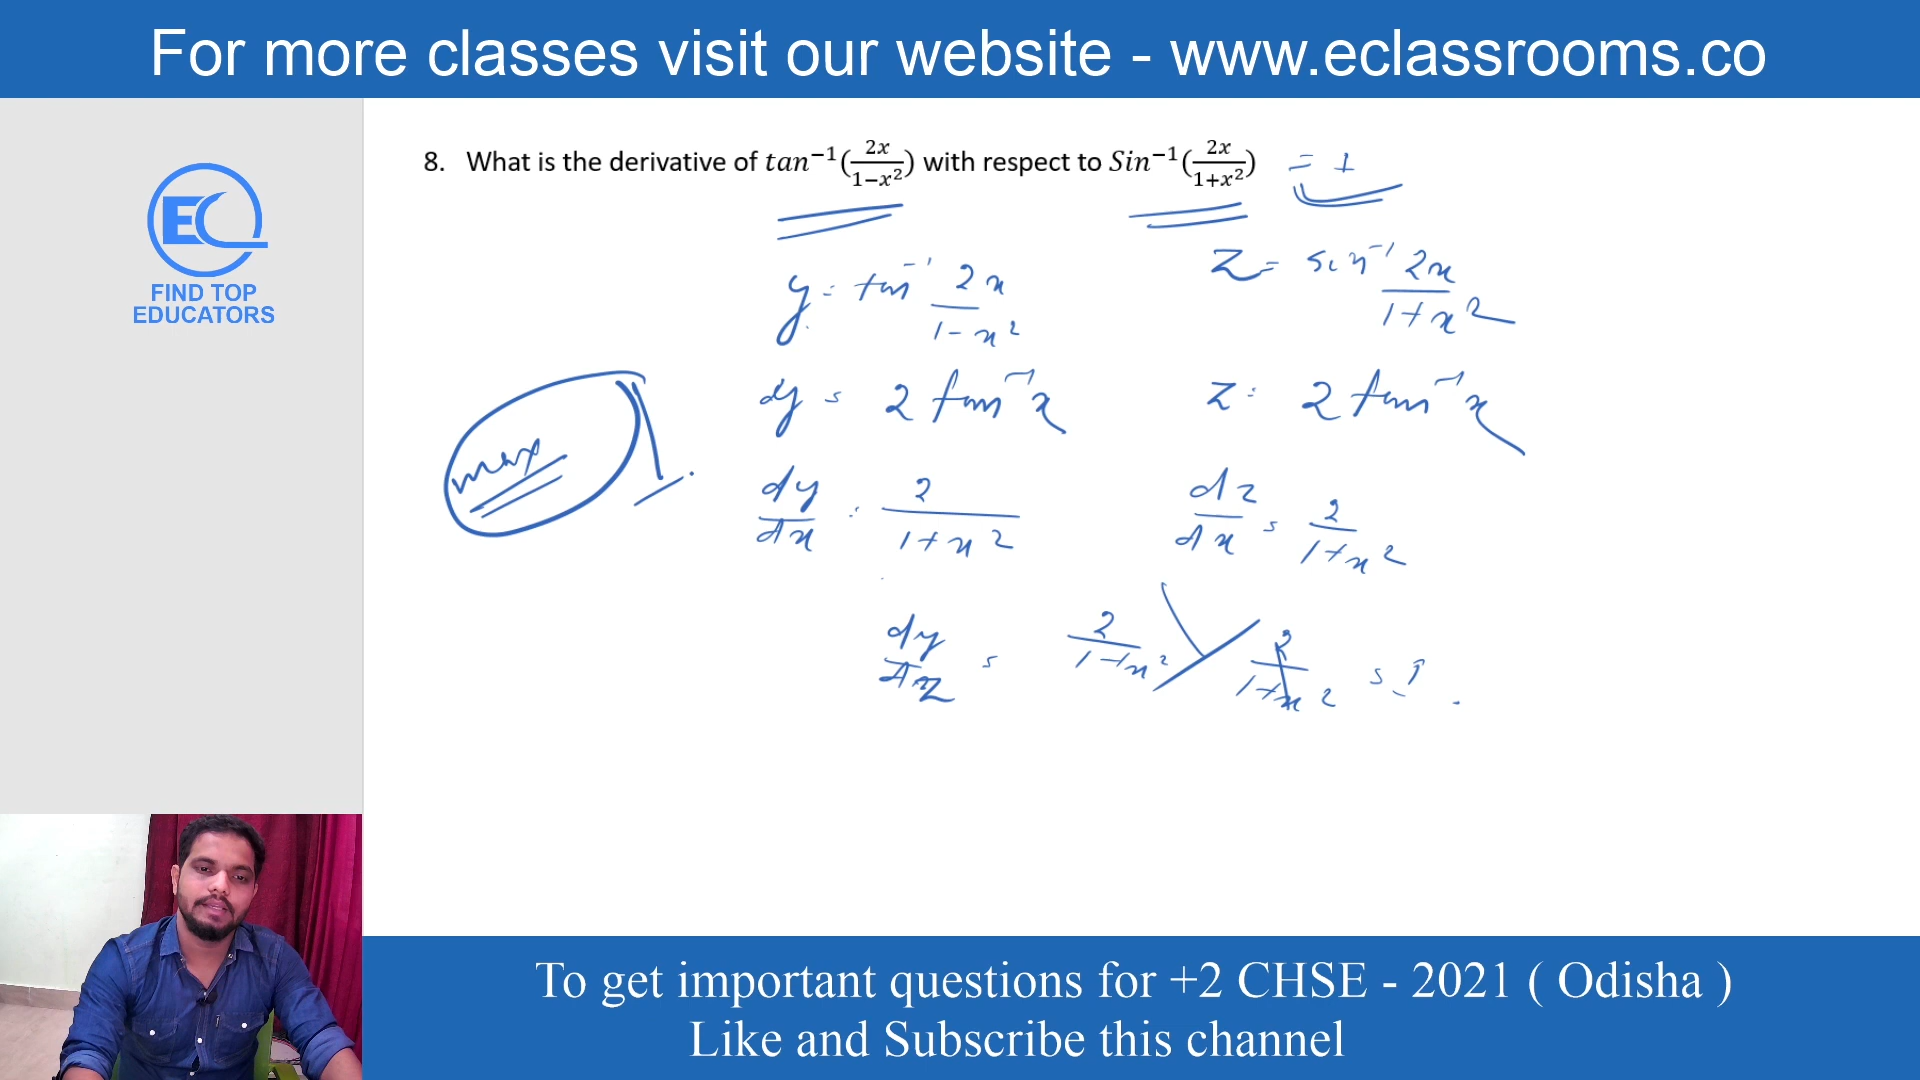 For more classes visit our website - www.eclassrooms.co
EC
FIND TOP
EDUCATORS
8. What is the derivative of tan⁻¹(2x/1−x²) with respect to Sin⁻¹(2x/1+x²) = 1
y = tan⁻¹ 2x/1-x²
z = sin⁻¹ 2x/1+x²
dy = 2 tan⁻¹x
z = 2 tan⁻¹x
max
dy/dx = 2/1+x²
dz/dx = 2/1+x²
dy/dz = 2/1+x² / 2/1+x² = 1.
To get important questions for +2 CHSE - 2021 ( Odisha )
Like and Subscribe this channel